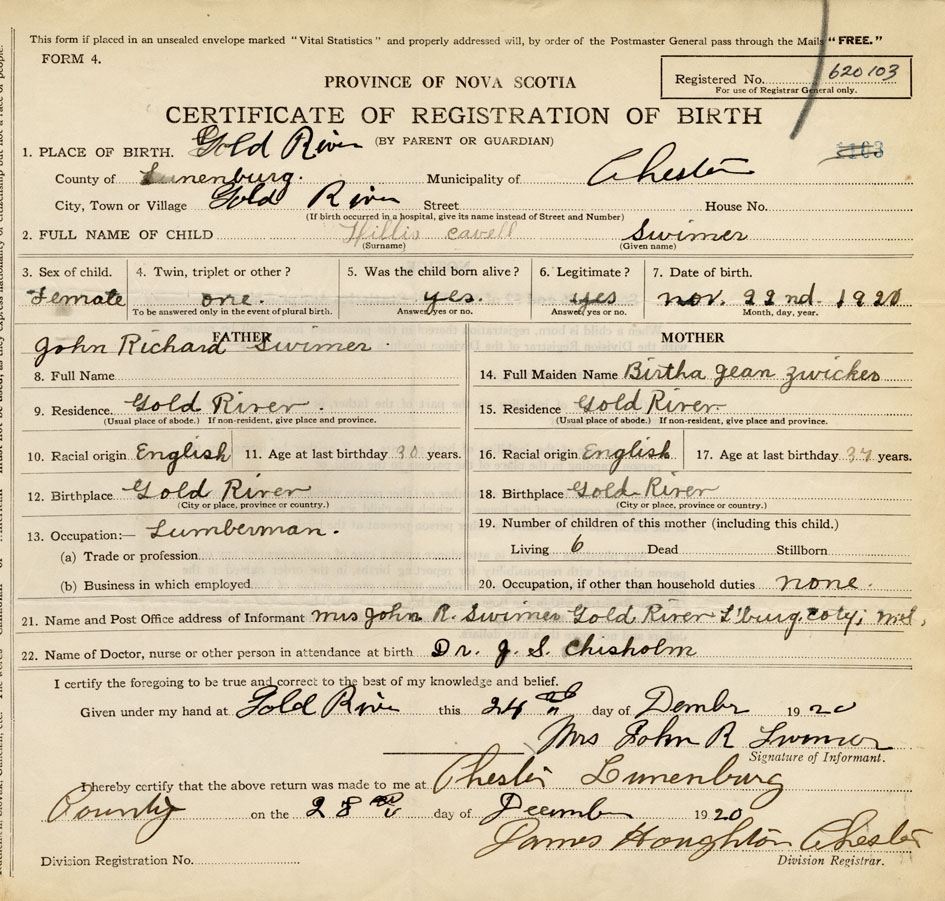 This form if placed in an unsealed envelope marked "Vital Statistics" and properly addressed will, by order of the Postmaster General pass through the Mails "FREE."
FORM 4.
Registered No. 620103
For use of Registrar General only.
PROVINCE OF NOVA SCOTIA
CERTIFICATE OF REGISTRATION OF BIRTH
(BY PARENT OR GUARDIAN)
1. PLACE OF BIRTH. Gold River
County of Lunenburg. Municipality of Chester
City, Town or Village Gold River Street House No.
(If birth occurred in a hospital, give its name instead of Street and Number)
2. FULL NAME OF CHILD Hillis cavell Swimer
(Surname) (Given name)
3. Sex of child. 4. Twin, triplet or other? 5. Was the child born alive? 6. Legitimate? 7. Date of birth.
Female one. yes. yes nov. 22nd. 1920
To be answered only in the event of plural birth. Answer yes or no. Answer yes or no. Month, day, year.
FATHER MOTHER
John Richard Swimer.
8. Full Name 14. Full Maiden Name Birtha Jean Zwicker
9. Residence. Gold River. 15. Residence Gold River.
(Usual place of abode.) If non-resident, give place and province. (Usual place of abode.) If non-resident, give place and province.
10. Racial origin English 11. Age at last birthday years. 16. Racial origin English 17. Age at last birthday 37 years.
12. Birthplace Gold River 18. Birthplace Gold River
(City or place, province or country.) (City or place, province or country.)
13. Occupation:— Lumberman. 19. Number of children of this mother (including this child.)
(a) Trade or profession Living 6 Dead Stillborn
(b) Business in which employed 20. Occupation, if other than household duties none.
21. Name and Post Office address of Informant Mrs John R. Swimer Gold River L'burg. coty; N.S.
22. Name of Doctor, nurse or other person in attendance at birth Dr. J. S. Chisholm
I certify the foregoing to be true and correct to the best of my knowledge and belief.
Given under my hand at Gold River this 24 day of Dember 1920
Mrs John R Swimer
Signature of Informant.
I hereby certify that the above return was made to me at Chester Lunenburg
County on the 28 day of December 1920
James Houghton Chester
Division Registration No. Division Registrar.